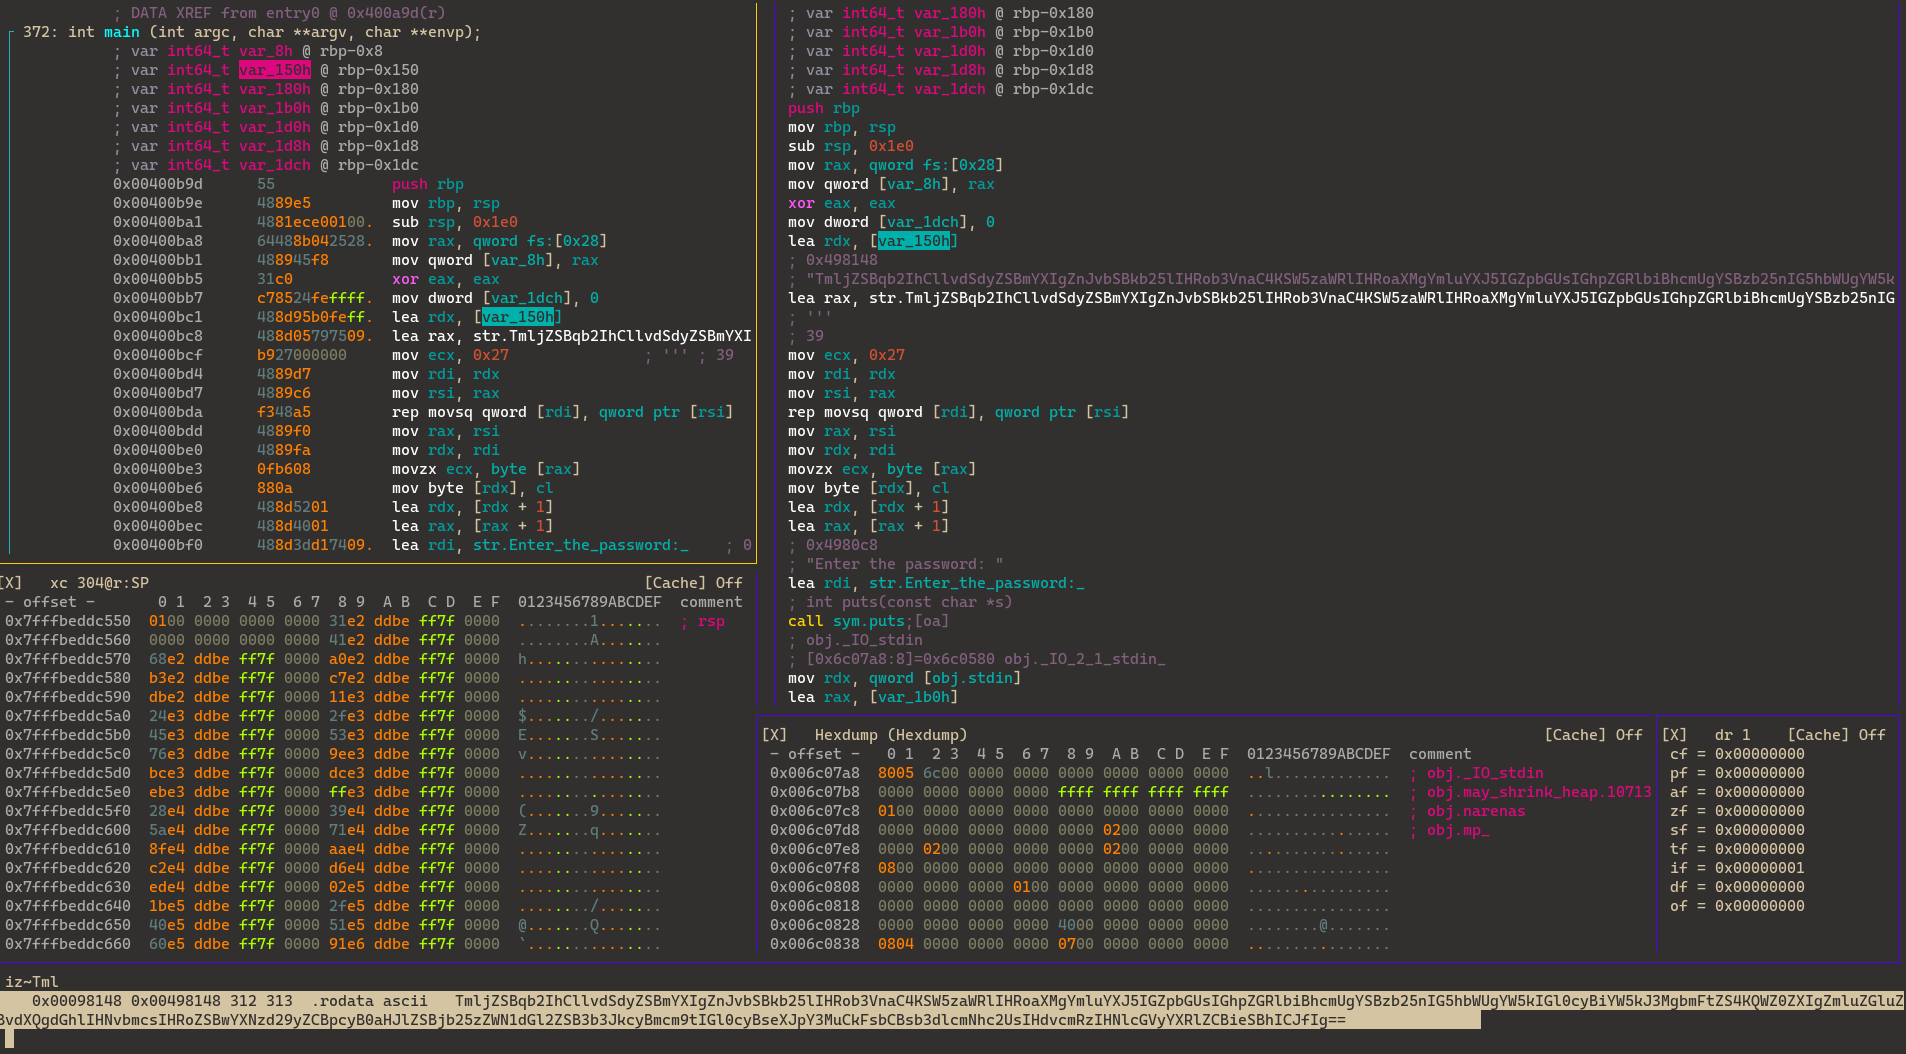 ; DATA XREF from entry0 @ 0x400a9d(r)
372: int main (int argc, char **argv, char **envp);
; var int64_t var_8h @ rbp-0x8
; var int64_t var_150h @ rbp-0x150
; var int64_t var_180h @ rbp-0x180
; var int64_t var_1b0h @ rbp-0x1b0
; var int64_t var_1d0h @ rbp-0x1d0
; var int64_t var_1d8h @ rbp-0x1d8
; var int64_t var_1dch @ rbp-0x1dc
0x00400b9d 55 push rbp
0x00400b9e 4889e5 mov rbp, rsp
0x00400ba1 4881ece00100. sub rsp, 0x1e0
0x00400ba8 64488b042528. mov rax, qword fs:[0x28]
0x00400bb1 488945f8 mov qword [var_8h], rax
0x00400bb5 31c0 xor eax, eax
0x00400bb7 c78524feffff. mov dword [var_1dch], 0
0x00400bc1 488d95b0feff. lea rdx, [var_150h]
0x00400bc8 488d05797509. lea rax, str.TmljZSBqb2IhCllvdSdyZSBmYXI
0x00400bcf b927000000 mov ecx, 0x27 ; ''' ; 39
0x00400bd4 4889d7 mov rdi, rdx
0x00400bd7 4889c6 mov rsi, rax
0x00400bda f348a5 rep movsq qword [rdi], qword ptr [rsi]
0x00400bdd 4889f0 mov rax, rsi
0x00400be0 4889fa mov rdx, rdi
0x00400be3 0fb608 movzx ecx, byte [rax]
0x00400be6 880a mov byte [rdx], cl
0x00400be8 488d5201 lea rdx, [rdx + 1]
0x00400bec 488d4001 lea rax, [rax + 1]
0x00400bf0 488d3dd17409. lea rdi, str.Enter_the_password:_ ; 0
[X] xc 304@r:SP [Cache] Off
- offset - 0 1 2 3 4 5 6 7 8 9 A B C D E F 0123456789ABCDEF comment
0x7fffbeddc550 0100 0000 0000 0000 31e2 ddbe ff7f 0000 ........1....... ; rsp
0x7fffbeddc560 0000 0000 0000 0000 41e2 ddbe ff7f 0000 ........A.......
0x7fffbeddc570 68e2 ddbe ff7f 0000 a0e2 ddbe ff7f 0000 h...............
0x7fffbeddc580 b3e2 ddbe ff7f 0000 c7e2 ddbe ff7f 0000 ................
0x7fffbeddc590 dbe2 ddbe ff7f 0000 11e3 ddbe ff7f 0000 ................
0x7fffbeddc5a0 24e3 ddbe ff7f 0000 2fe3 ddbe ff7f 0000 $......./.......
0x7fffbeddc5b0 45e3 ddbe ff7f 0000 53e3 ddbe ff7f 0000 E.......S.......
0x7fffbeddc5c0 76e3 ddbe ff7f 0000 9ee3 ddbe ff7f 0000 v...............
0x7fffbeddc5d0 bce3 ddbe ff7f 0000 dce3 ddbe ff7f 0000 ................
0x7fffbeddc5e0 ebe3 ddbe ff7f 0000 ffe3 ddbe ff7f 0000 ................
0x7fffbeddc5f0 28e4 ddbe ff7f 0000 39e4 ddbe ff7f 0000 (.......9.......
0x7fffbeddc600 5ae4 ddbe ff7f 0000 71e4 ddbe ff7f 0000 Z.......q.......
0x7fffbeddc610 8fe4 ddbe ff7f 0000 aae4 ddbe ff7f 0000 ................
0x7fffbeddc620 c2e4 ddbe ff7f 0000 d6e4 ddbe ff7f 0000 ................
0x7fffbeddc630 ede4 ddbe ff7f 0000 02e5 ddbe ff7f 0000 ................
0x7fffbeddc640 1be5 ddbe ff7f 0000 2fe5 ddbe ff7f 0000 ......../.......
0x7fffbeddc650 40e5 ddbe ff7f 0000 51e5 ddbe ff7f 0000 @.......Q.......
0x7fffbeddc660 60e5 ddbe ff7f 0000 91e6 ddbe ff7f 0000 `...............
; var int64_t var_180h @ rbp-0x180
; var int64_t var_1b0h @ rbp-0x1b0
; var int64_t var_1d0h @ rbp-0x1d0
; var int64_t var_1d8h @ rbp-0x1d8
; var int64_t var_1dch @ rbp-0x1dc
push rbp
mov rbp, rsp
sub rsp, 0x1e0
mov rax, qword fs:[0x28]
mov qword [var_8h], rax
xor eax, eax
mov dword [var_1dch], 0
lea rdx, [var_150h]
; 0x498148
; "TmljZSBqb2IhCllvdSdyZSBmYXIgZnJvbSBkb25lIHRob3VnaC4KSW5zaWRlIHRoaXMgYmluYXJ5IGZpbGUsIGhpZGRlbiBhcmUgYSBzb25nIG5hbWUgYW5k
lea rax, str.TmljZSBqb2IhCllvdSdyZSBmYXIgZnJvbSBkb25lIHRob3VnaC4KSW5zaWRlIHRoaXMgYmluYXJ5IGZpbGUsIGhpZGRlbiBhcmUgYSBzb25nIG
; '''
; 39
mov ecx, 0x27
mov rdi, rdx
mov rsi, rax
rep movsq qword [rdi], qword ptr [rsi]
mov rax, rsi
mov rdx, rdi
movzx ecx, byte [rax]
mov byte [rdx], cl
lea rdx, [rdx + 1]
lea rax, [rax + 1]
; 0x4980c8
; "Enter the password: "
lea rdi, str.Enter_the_password:_
; int puts(const char *s)
call sym.puts;[oa]
; obj._IO_stdin
; [0x6c07a8:8]=0x6c0580 obj._IO_2_1_stdin_
mov rdx, qword [obj.stdin]
lea rax, [var_1b0h]
[X] Hexdump (Hexdump) [Cache] Off
- offset - 0 1 2 3 4 5 6 7 8 9 A B C D E F 0123456789ABCDEF comment
0x006c07a8 8005 6c00 0000 0000 0000 0000 0000 0000 ..l............. ; obj._IO_stdin
0x006c07b8 0000 0000 0000 0000 ffff ffff ffff ffff ................ ; obj.may_shrink_heap.10713
0x006c07c8 0100 0000 0000 0000 0000 0000 0000 0000 ................ ; obj.narenas
0x006c07d8 0000 0000 0000 0000 0000 0200 0000 0000 ................ ; obj.mp_
0x006c07e8 0000 0200 0000 0000 0000 0200 0000 0000 ................
0x006c07f8 0800 0000 0000 0000 0000 0000 0000 0000 ................
0x006c0808 0000 0000 0000 0100 0000 0000 0000 0000 ................
0x006c0818 0000 0000 0000 0000 0000 0000 0000 0000 ................
0x006c0828 0000 0000 0000 0000 4000 0000 0000 0000 ........@.......
0x006c0838 0804 0000 0000 0000 0700 0000 0000 0000 ................
[X] dr 1 [Cache] Off
cf = 0x00000000
pf = 0x00000000
af = 0x00000000
zf = 0x00000000
sf = 0x00000000
tf = 0x00000000
if = 0x00000001
df = 0x00000000
of = 0x00000000
iz~Tml
0x00098148 0x00498148 312 313 .rodata ascii TmljZSBqb2IhCllvdSdyZSBmYXIgZnJvbSBkb25lIHRob3VnaC4KSW5zaWRlIHRoaXMgYmluYXJ5IGZpbGUsIGhpZGRlbiBhcmUgYSBzb25nIG5hbWUgYW5kIGl0cyBiYW5kJ3MgbmFtZS4KQWZ0ZXIgZmluZGluZ
BvdXQgdGhlIHNvbmcsIHRoZSBwYXNzd29yZCBpcyB0aHJlZSBjb25zZWN1dGl2ZSB3b3JkcyBmcm9tIGl0cyBseXJpY3MuCkFsbCBsb3dlcmNhc2UsIHdvcmRzIHNlcGVyYXRlZCBieSBhICJfIg==